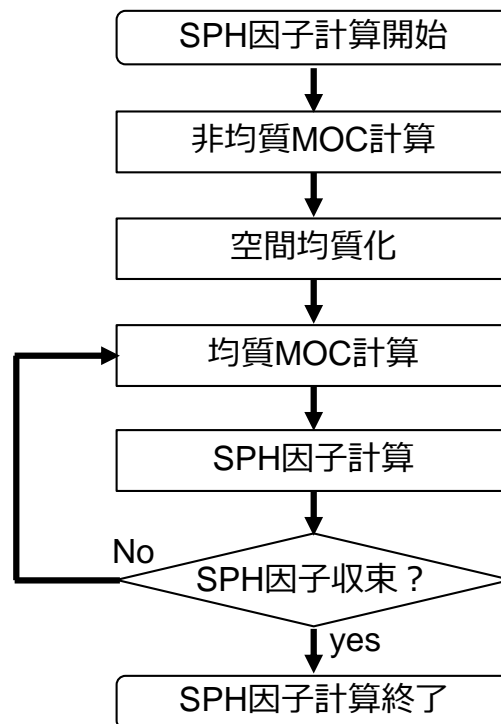 SPH因子計算開始
非均質MOC計算
空間均質化
均質MOC計算
SPH因子計算
No
SPH因子収束？
yes
SPH因子計算終了